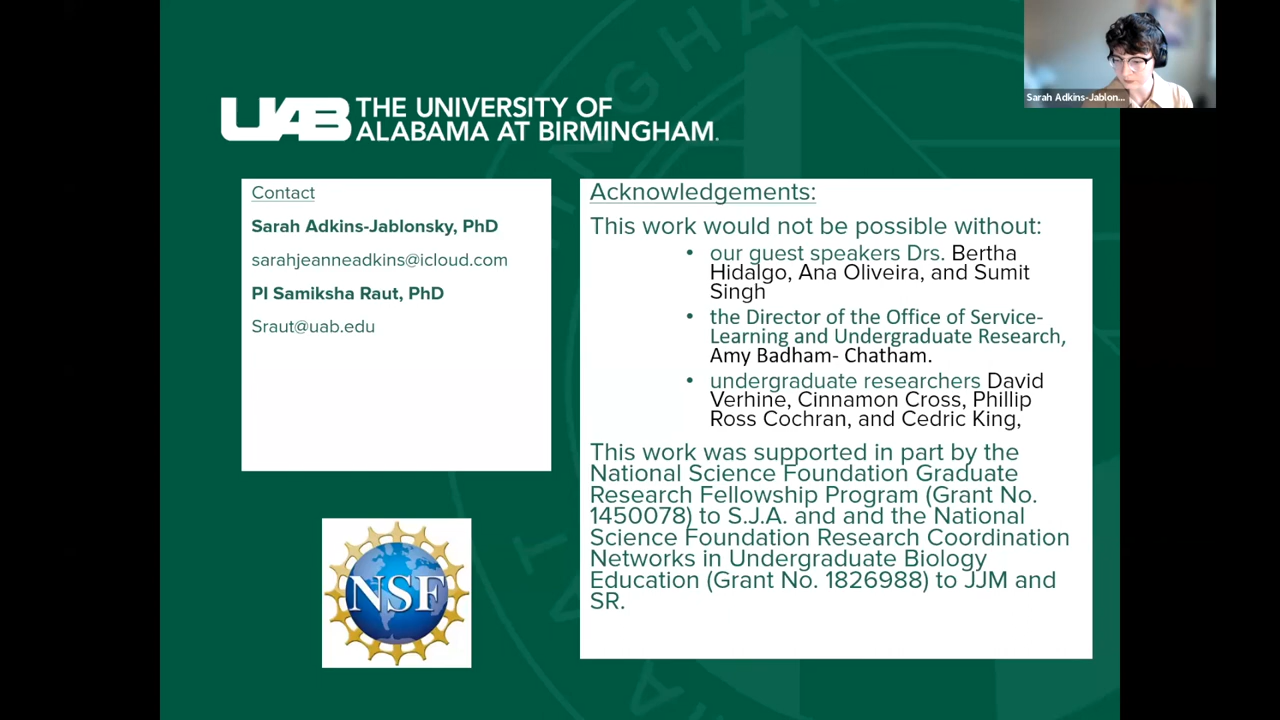 Sarah Adkins-Jablon...
UAB THE UNIVERSITY OF
ALABAMA AT BIRMINGHAM.
Contact
Sarah Adkins-Jablonsky, PhD
sarahjeanneadkins@icloud.com
PI Samiksha Raut, PhD
Sraut@uab.edu
NSF
Acknowledgements:
This work would not be possible without:
• our guest speakers Drs. Bertha
Hidalgo, Ana Oliveira, and Sumit
Singh
• the Director of the Office of Service-
Learning and Undergraduate Research,
Amy Badham- Chatham.
• undergraduate researchers David
Verhine, Cinnamon Cross, Phillip
Ross Cochran, and Cedric King,
This work was supported in part by the
National Science Foundation Graduate
Research Fellowship Program (Grant No.
1450078) to S.J.A. and and the National
Science Foundation Research Coordination
Networks in Undergraduate Biology
Education (Grant No. 1826988) to JJM and
SR.